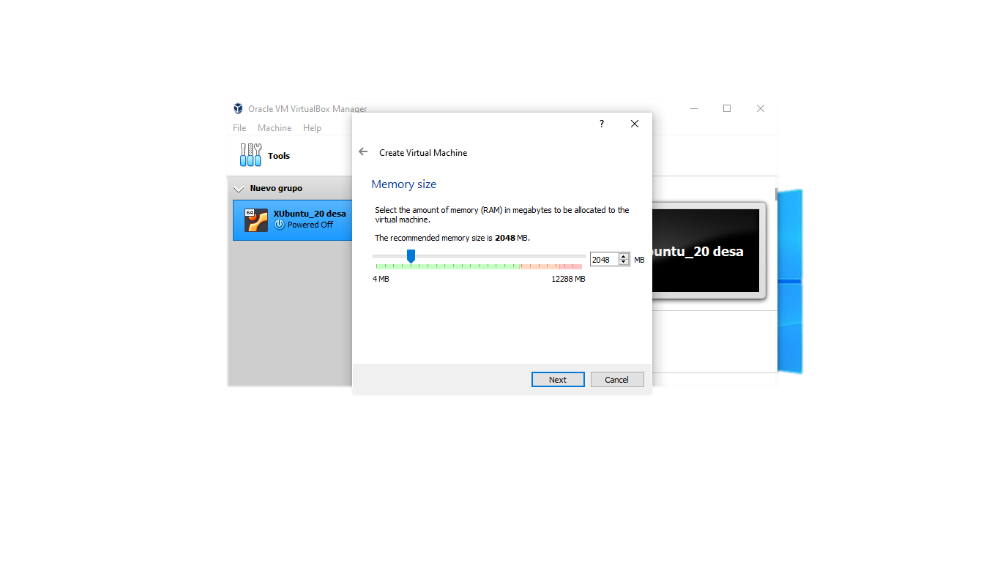 Oracle VM VirtualBox Manager
File Machine Help
Tools
Nuevo grupo
64
XUbuntu_20 desa
Powered Off
?
Create Virtual Machine
Memory size
Select the amount of memory (RAM) in megabytes to be allocated to the
virtual machine.
The recommended memory size is 2048 MB.
2048 MB
4 MB 12288 MB
Next Cancel
untu_20 desa